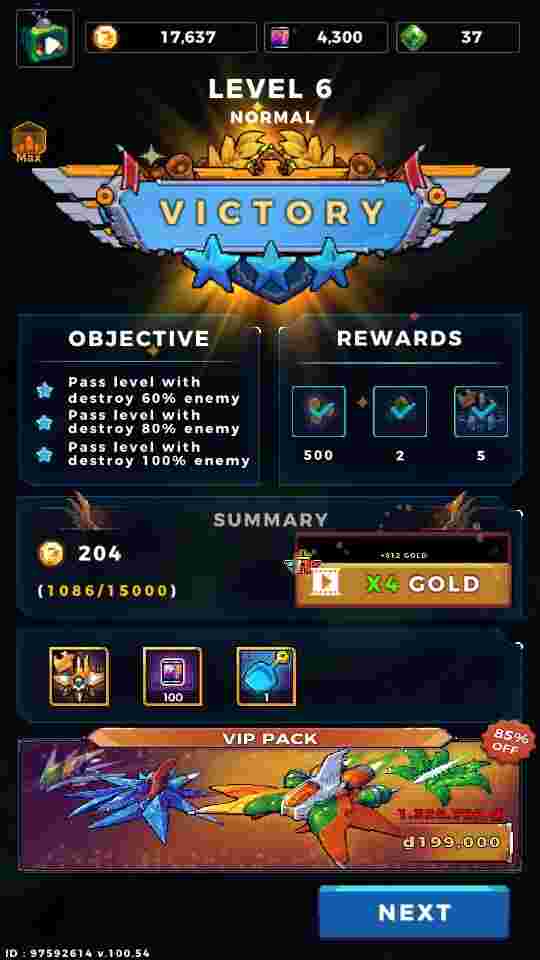 17,637
4,300
37
LEVEL 6
NORMAL
Max
VICTORY
OBJECTIVE
Pass level with
destroy 60% enemy
Pass level with
destroy 80% enemy
Pass level with
destroy 100% enemy
REWARDS
500
2
5
SUMMARY
204
(1086/15000)
+612 GOLD
X4 GOLD
100
1
VIP PACK
85%
OFF
đ199,000
NEXT
ID : 97592614 v.100.54